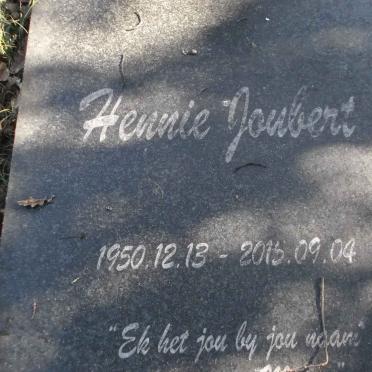 Hennie Joubert
1950.12.13 - 2015.09.04
"Ek het jou by jou naam